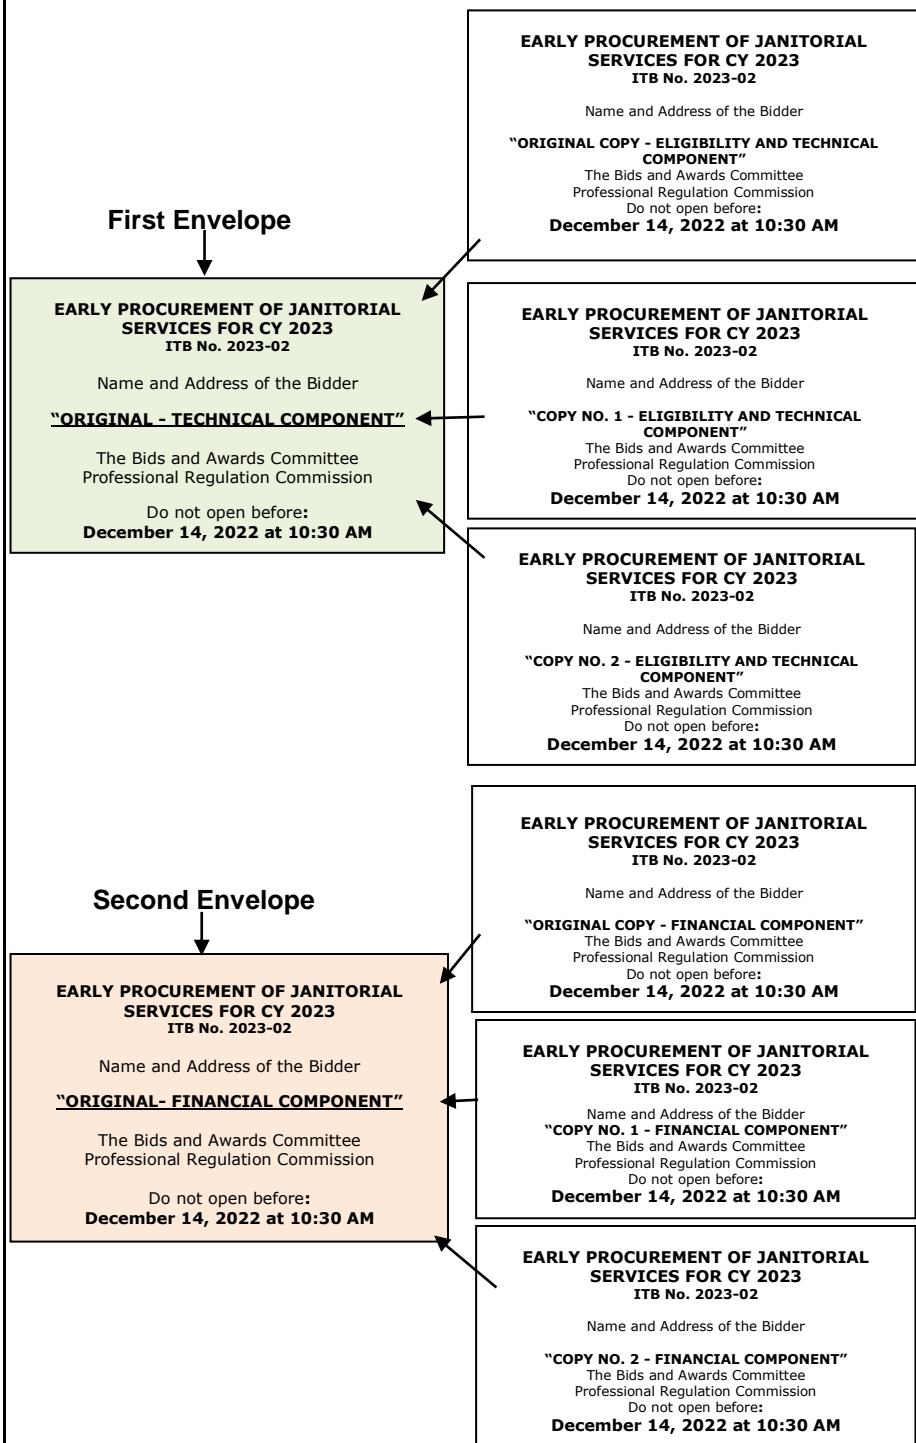 EARLY PROCUREMENT OF JANITORIAL
SERVICES FOR CY 2023
ITB No. 2023-02
Name and Address of the Bidder
“ORIGINAL COPY - ELIGIBILITY AND TECHNICAL
COMPONENT”
The Bids and Awards Committee
Professional Regulation Commission
Do not open before:
December 14, 2022 at 10:30 AM
First Envelope
EARLY PROCUREMENT OF JANITORIAL
SERVICES FOR CY 2023
ITB No. 2023-02
Name and Address of the Bidder
“ORIGINAL - TECHNICAL COMPONENT”
The Bids and Awards Committee
Professional Regulation Commission
Do not open before:
December 14, 2022 at 10:30 AM
EARLY PROCUREMENT OF JANITORIAL
SERVICES FOR CY 2023
ITB No. 2023-02
Name and Address of the Bidder
“COPY NO. 1 - ELIGIBILITY AND TECHNICAL
COMPONENT”
The Bids and Awards Committee
Professional Regulation Commission
Do not open before:
December 14, 2022 at 10:30 AM
EARLY PROCUREMENT OF JANITORIAL
SERVICES FOR CY 2023
ITB No. 2023-02
Name and Address of the Bidder
“COPY NO. 2 - ELIGIBILITY AND TECHNICAL
COMPONENT”
The Bids and Awards Committee
Professional Regulation Commission
Do not open before:
December 14, 2022 at 10:30 AM
EARLY PROCUREMENT OF JANITORIAL
SERVICES FOR CY 2023
ITB No. 2023-02
Name and Address of the Bidder
“ORIGINAL COPY - FINANCIAL COMPONENT”
The Bids and Awards Committee
Professional Regulation Commission
Do not open before:
December 14, 2022 at 10:30 AM
Second Envelope
EARLY PROCUREMENT OF JANITORIAL
SERVICES FOR CY 2023
ITB No. 2023-02
Name and Address of the Bidder
“ORIGINAL- FINANCIAL COMPONENT”
The Bids and Awards Committee
Professional Regulation Commission
Do not open before:
December 14, 2022 at 10:30 AM
EARLY PROCUREMENT OF JANITORIAL
SERVICES FOR CY 2023
ITB No. 2023-02
Name and Address of the Bidder
“COPY NO. 1 - FINANCIAL COMPONENT”
The Bids and Awards Committee
Professional Regulation Commission
Do not open before:
December 14, 2022 at 10:30 AM
EARLY PROCUREMENT OF JANITORIAL
SERVICES FOR CY 2023
ITB No. 2023-02
Name and Address of the Bidder
“COPY NO. 2 - FINANCIAL COMPONENT”
The Bids and Awards Committee
Professional Regulation Commission
Do not open before:
December 14, 2022 at 10:30 AM